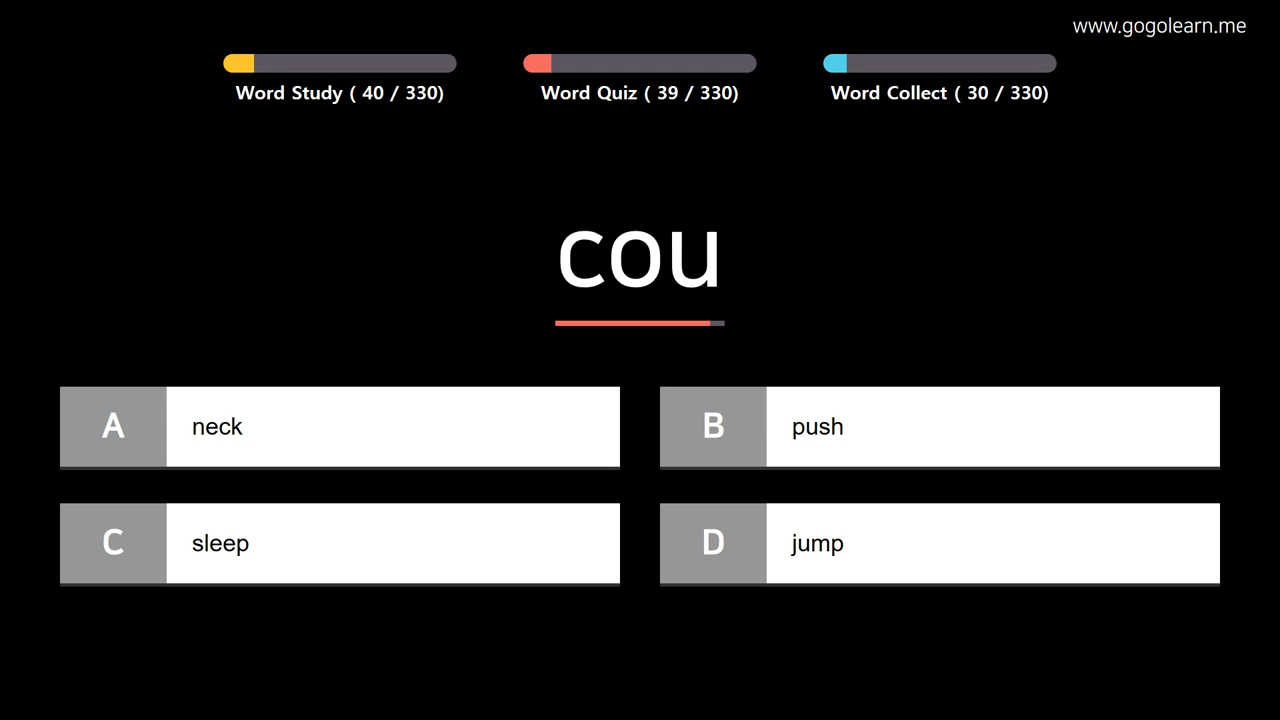 www.gogolearn.me
Word Study ( 40 / 330)
Word Quiz ( 39 / 330)
Word Collect ( 30 / 330)
cou
A neck
B push
C sleep
D jump